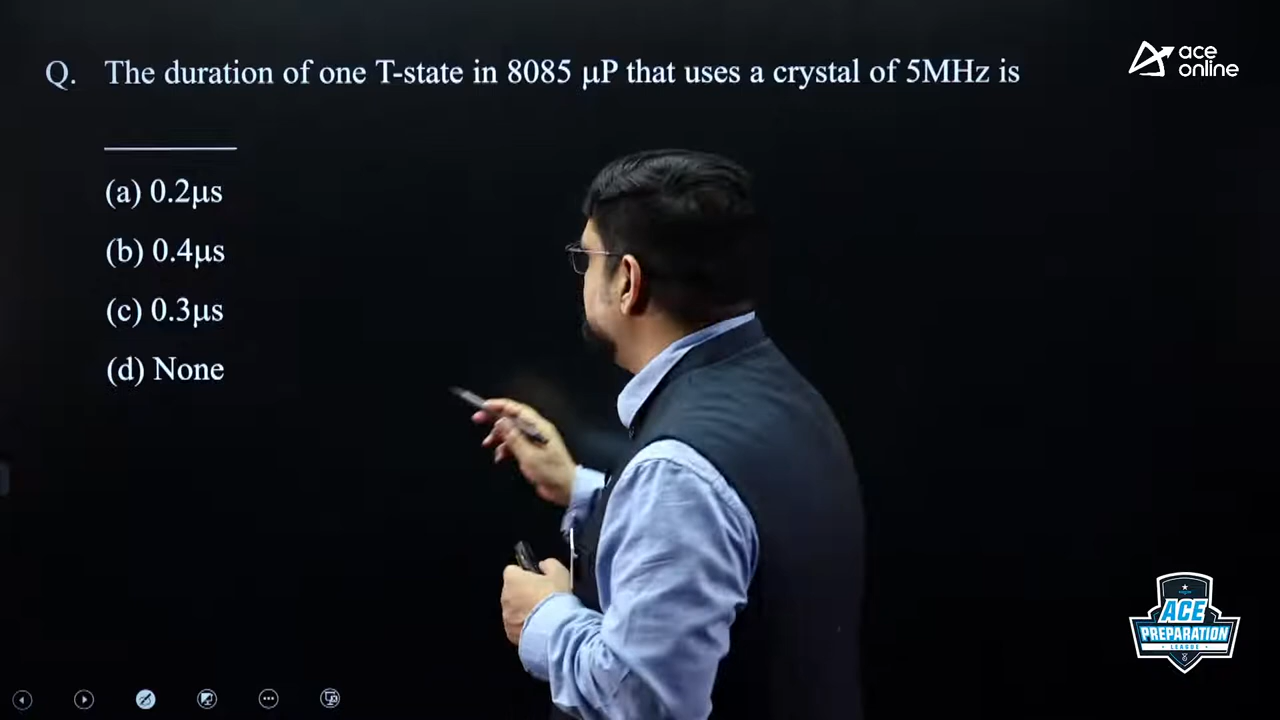 Q. The duration of one T-state in 8085 μP that uses a crystal of 5MHz is
(a) 0.2μs
(b) 0.4μs
(c) 0.3μs
(d) None
ace
online
ACE
PREPARATION
LEAGUE